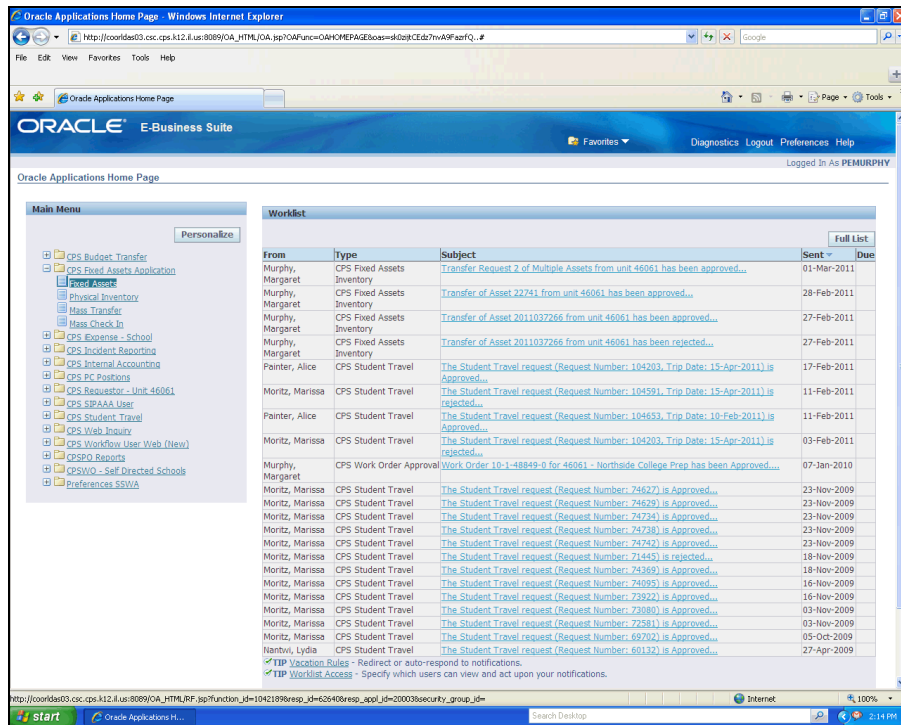 Oracle Applications Home Page - Windows Internet Explorer
http://coorldas03.csc.cps.k12.il.us:8089/OA_HTML/OA.jsp?OAFunc=OAHOMEPAGE&oas=sk0zijtCEdz7nvA9FazrfQ..#
Google
File Edit View Favorites Tools Help
Oracle Applications Home Page
Page Tools
ORACLE E-Business Suite
Favorites Diagnostics Logout Preferences Help
Logged In As PEMURPHY
Oracle Applications Home Page
Main Menu
Personalize
CPS Budget Transfer
CPS Fixed Assets Application
Fixed Assets
Physical Inventory
Mass Transfer
Mass Check In
CPS iExpense - School
CPS Incident Reporting
CPS Internal Accounting
CPS PC Positions
CPS Requestor - Unit 46061
CPS SIPAAA User
CPS Student Travel
CPS Web Inquiry
CPS Workflow User Web (New)
CPSPO Reports
CPSWO - Self Directed Schools
Preferences SSWA
Worklist
Full List
From Type Subject Sent Due
Murphy, Margaret CPS Fixed Assets Inventory Transfer Request 2 of Multiple Assets from unit 46061 has been approved... 01-Mar-2011
Murphy, Margaret CPS Fixed Assets Inventory Transfer of Asset 22741 from unit 46061 has been approved... 28-Feb-2011
Murphy, Margaret CPS Fixed Assets Inventory Transfer of Asset 2011037266 from unit 46061 has been approved... 27-Feb-2011
Murphy, Margaret CPS Fixed Assets Inventory Transfer of Asset 2011037266 from unit 46061 has been rejected... 27-Feb-2011
Painter, Alice CPS Student Travel The Student Travel request (Request Number: 104203, Trip Date: 15-Apr-2011) is Approved... 17-Feb-2011
Moritz, Marissa CPS Student Travel The Student Travel request (Request Number: 104591, Trip Date: 15-Apr-2011) is rejected... 11-Feb-2011
Painter, Alice CPS Student Travel The Student Travel request (Request Number: 104653, Trip Date: 10-Feb-2011) is Approved... 11-Feb-2011
Moritz, Marissa CPS Student Travel The Student Travel request (Request Number: 104203, Trip Date: 15-Apr-2011) is rejected... 03-Feb-2011
Murphy, Margaret CPS Work Order Approval Work Order 10-1-48849-0 for 46061 - Northside College Prep has been Approved.... 07-Jan-2010
Moritz, Marissa CPS Student Travel The Student Travel request (Request Number: 74627) is Approved... 23-Nov-2009
Moritz, Marissa CPS Student Travel The Student Travel request (Request Number: 74629) is Approved... 23-Nov-2009
Moritz, Marissa CPS Student Travel The Student Travel request (Request Number: 74734) is Approved... 23-Nov-2009
Moritz, Marissa CPS Student Travel The Student Travel request (Request Number: 74738) is Approved... 23-Nov-2009
Moritz, Marissa CPS Student Travel The Student Travel request (Request Number: 74742) is Approved... 23-Nov-2009
Moritz, Marissa CPS Student Travel The Student Travel request (Request Number: 71445) is rejected... 18-Nov-2009
Moritz, Marissa CPS Student Travel The Student Travel request (Request Number: 74369) is Approved... 18-Nov-2009
Moritz, Marissa CPS Student Travel The Student Travel request (Request Number: 74095) is Approved... 16-Nov-2009
Moritz, Marissa CPS Student Travel The Student Travel request (Request Number: 73922) is Approved... 16-Nov-2009
Moritz, Marissa CPS Student Travel The Student Travel request (Request Number: 73080) is Approved... 03-Nov-2009
Moritz, Marissa CPS Student Travel The Student Travel request (Request Number: 72581) is Approved... 03-Nov-2009
Moritz, Marissa CPS Student Travel The Student Travel request (Request Number: 69702) is Approved... 05-Oct-2009
Nantwi, Lydia CPS Student Travel The Student Travel request (Request Number: 60132) is Approved... 27-Apr-2009
TIP Vacation Rules - Redirect or auto-respond to notifications.
TIP Worklist Access - Specify which users can view and act upon your notifications.
http://coorldas03.csc.cps.k12.il.us:8089/OA_HTML/RF.jsp?function_id=1042189&resp_id=62640&resp_appl_id=20003&security_group_id= Internet 100%
start Oracle Applications H... Search Desktop 2:14 PM